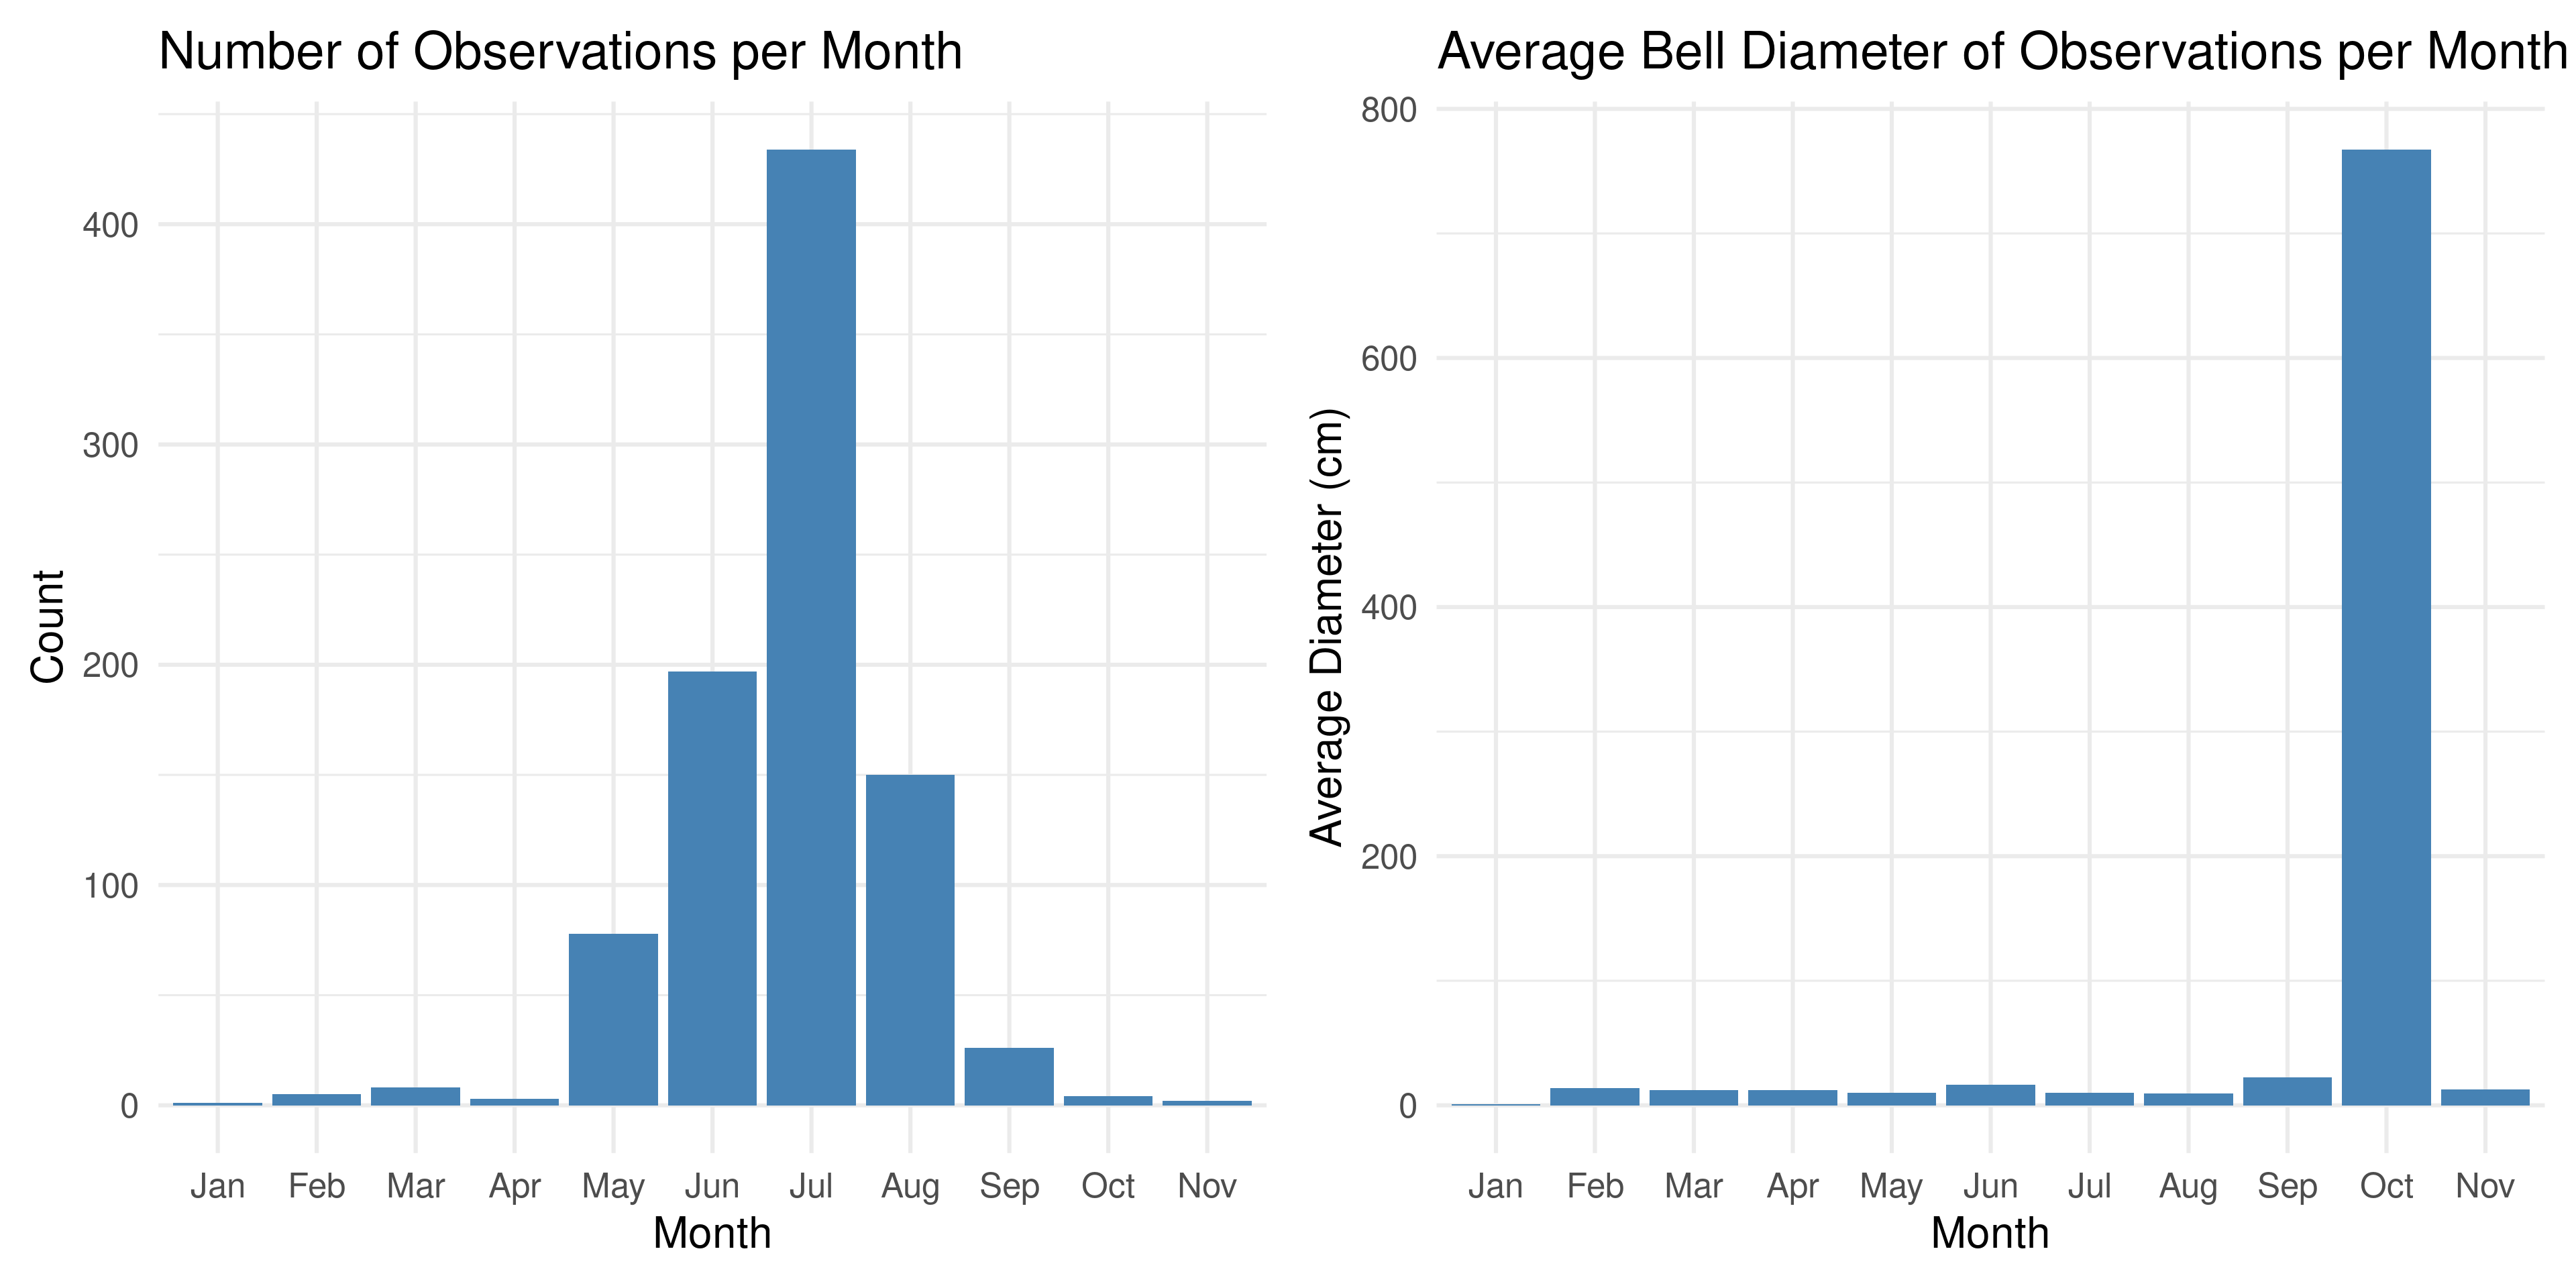 Number of Observations per Month
Count
400
300
200
100
0
Jan Feb Mar Apr May Jun Jul Aug Sep Oct Nov
Month
Average Bell Diameter of Observations per Month
Average Diameter (cm)
800
600
400
200
0
Jan Feb Mar Apr May Jun Jul Aug Sep Oct Nov
Month